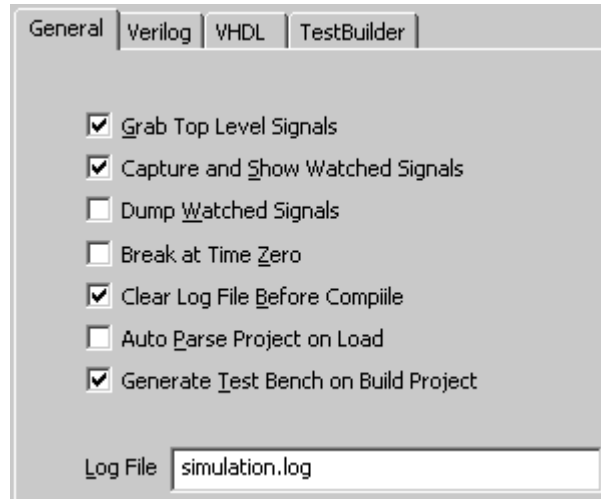 General Verilog VHDL TestBuilder
Grab Top Level Signals
Capture and Show Watched Signals
Dump Watched Signals
Break at Time Zero
Clear Log File Before Compiile
Auto Parse Project on Load
Generate Test Bench on Build Project
Log File simulation.log